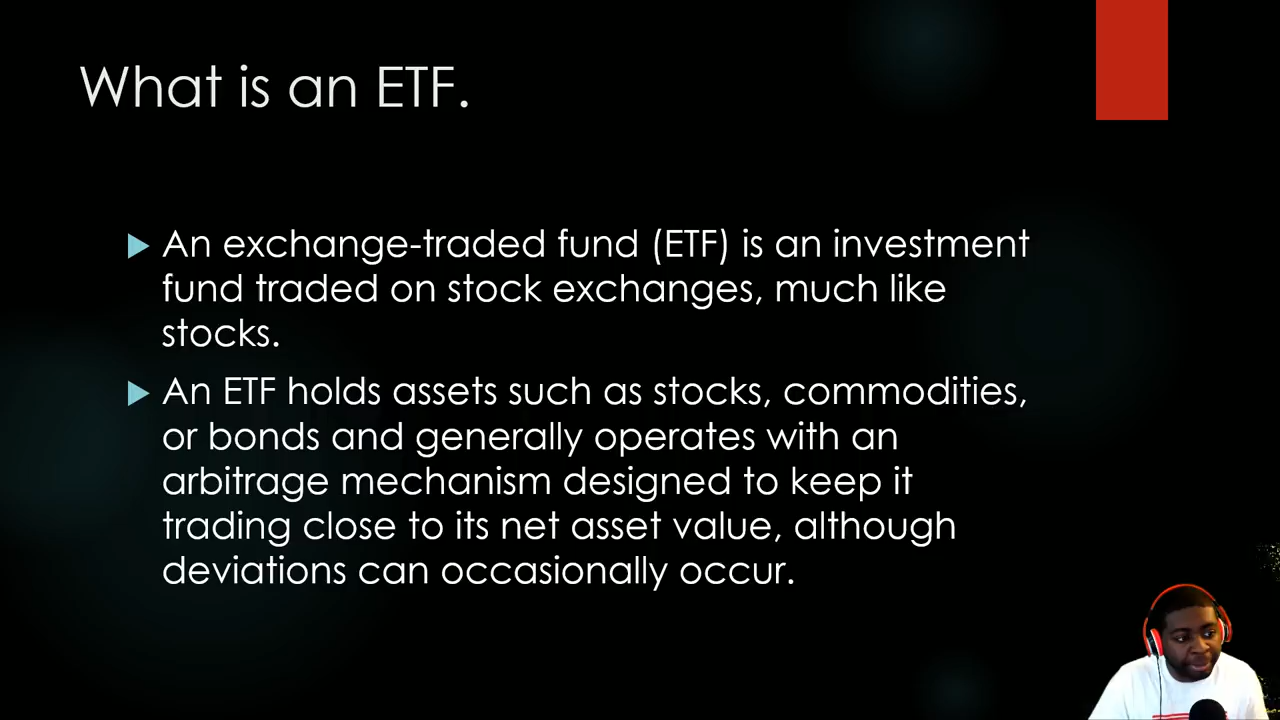 What is an ETF.
An exchange-traded fund (ETF) is an investment
fund traded on stock exchanges, much like
stocks.
An ETF holds assets such as stocks, commodities,
or bonds and generally operates with an
arbitrage mechanism designed to keep it
trading close to its net asset value, although
deviations can occasionally occur.